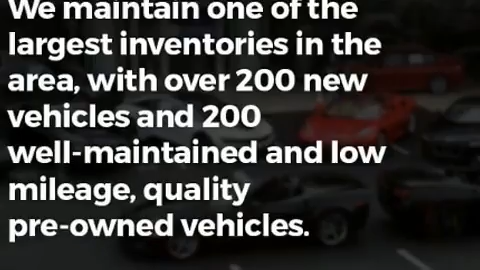 We maintain one of the
largest inventories in the
area, with over 200 new
vehicles and 200
well-maintained and low
mileage, quality
pre-owned vehicles.